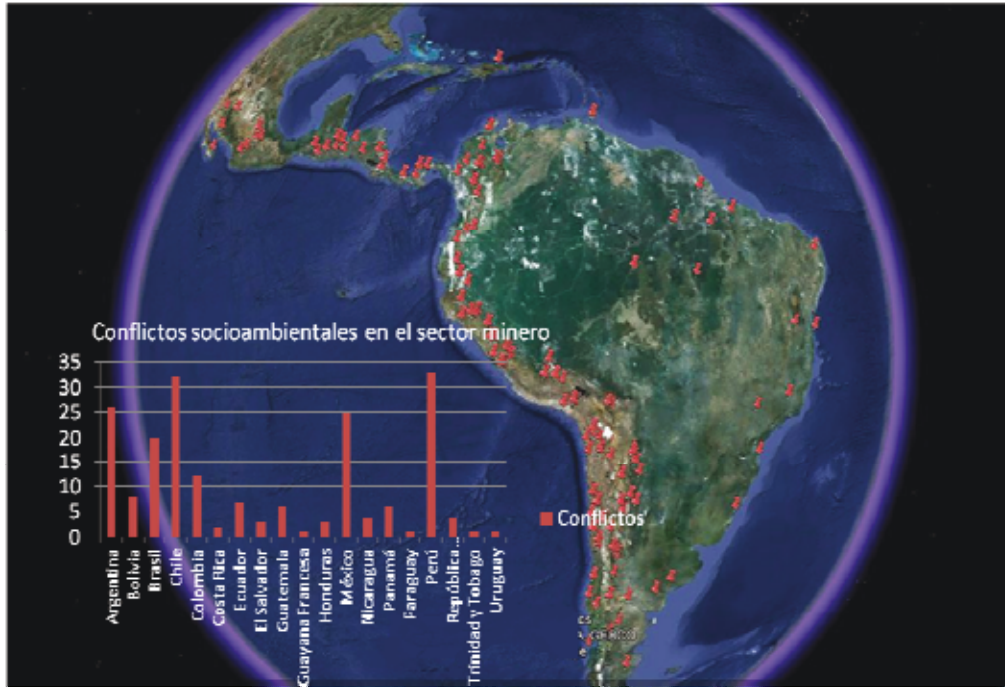 Conflictos socioambientales en el sector minero
35
30
25
20
15
10
5
0
Argentina
Bolivia
Brasil
Chile
Colombia
Costa Rica
Ecuador
El Salvador
Guatemala
Guayana Francesa
Honduras
México
Nicaragua
Panamá
Paraguay
Perú
República...
Trinidad y Tobago
Uruguay
Conflictos